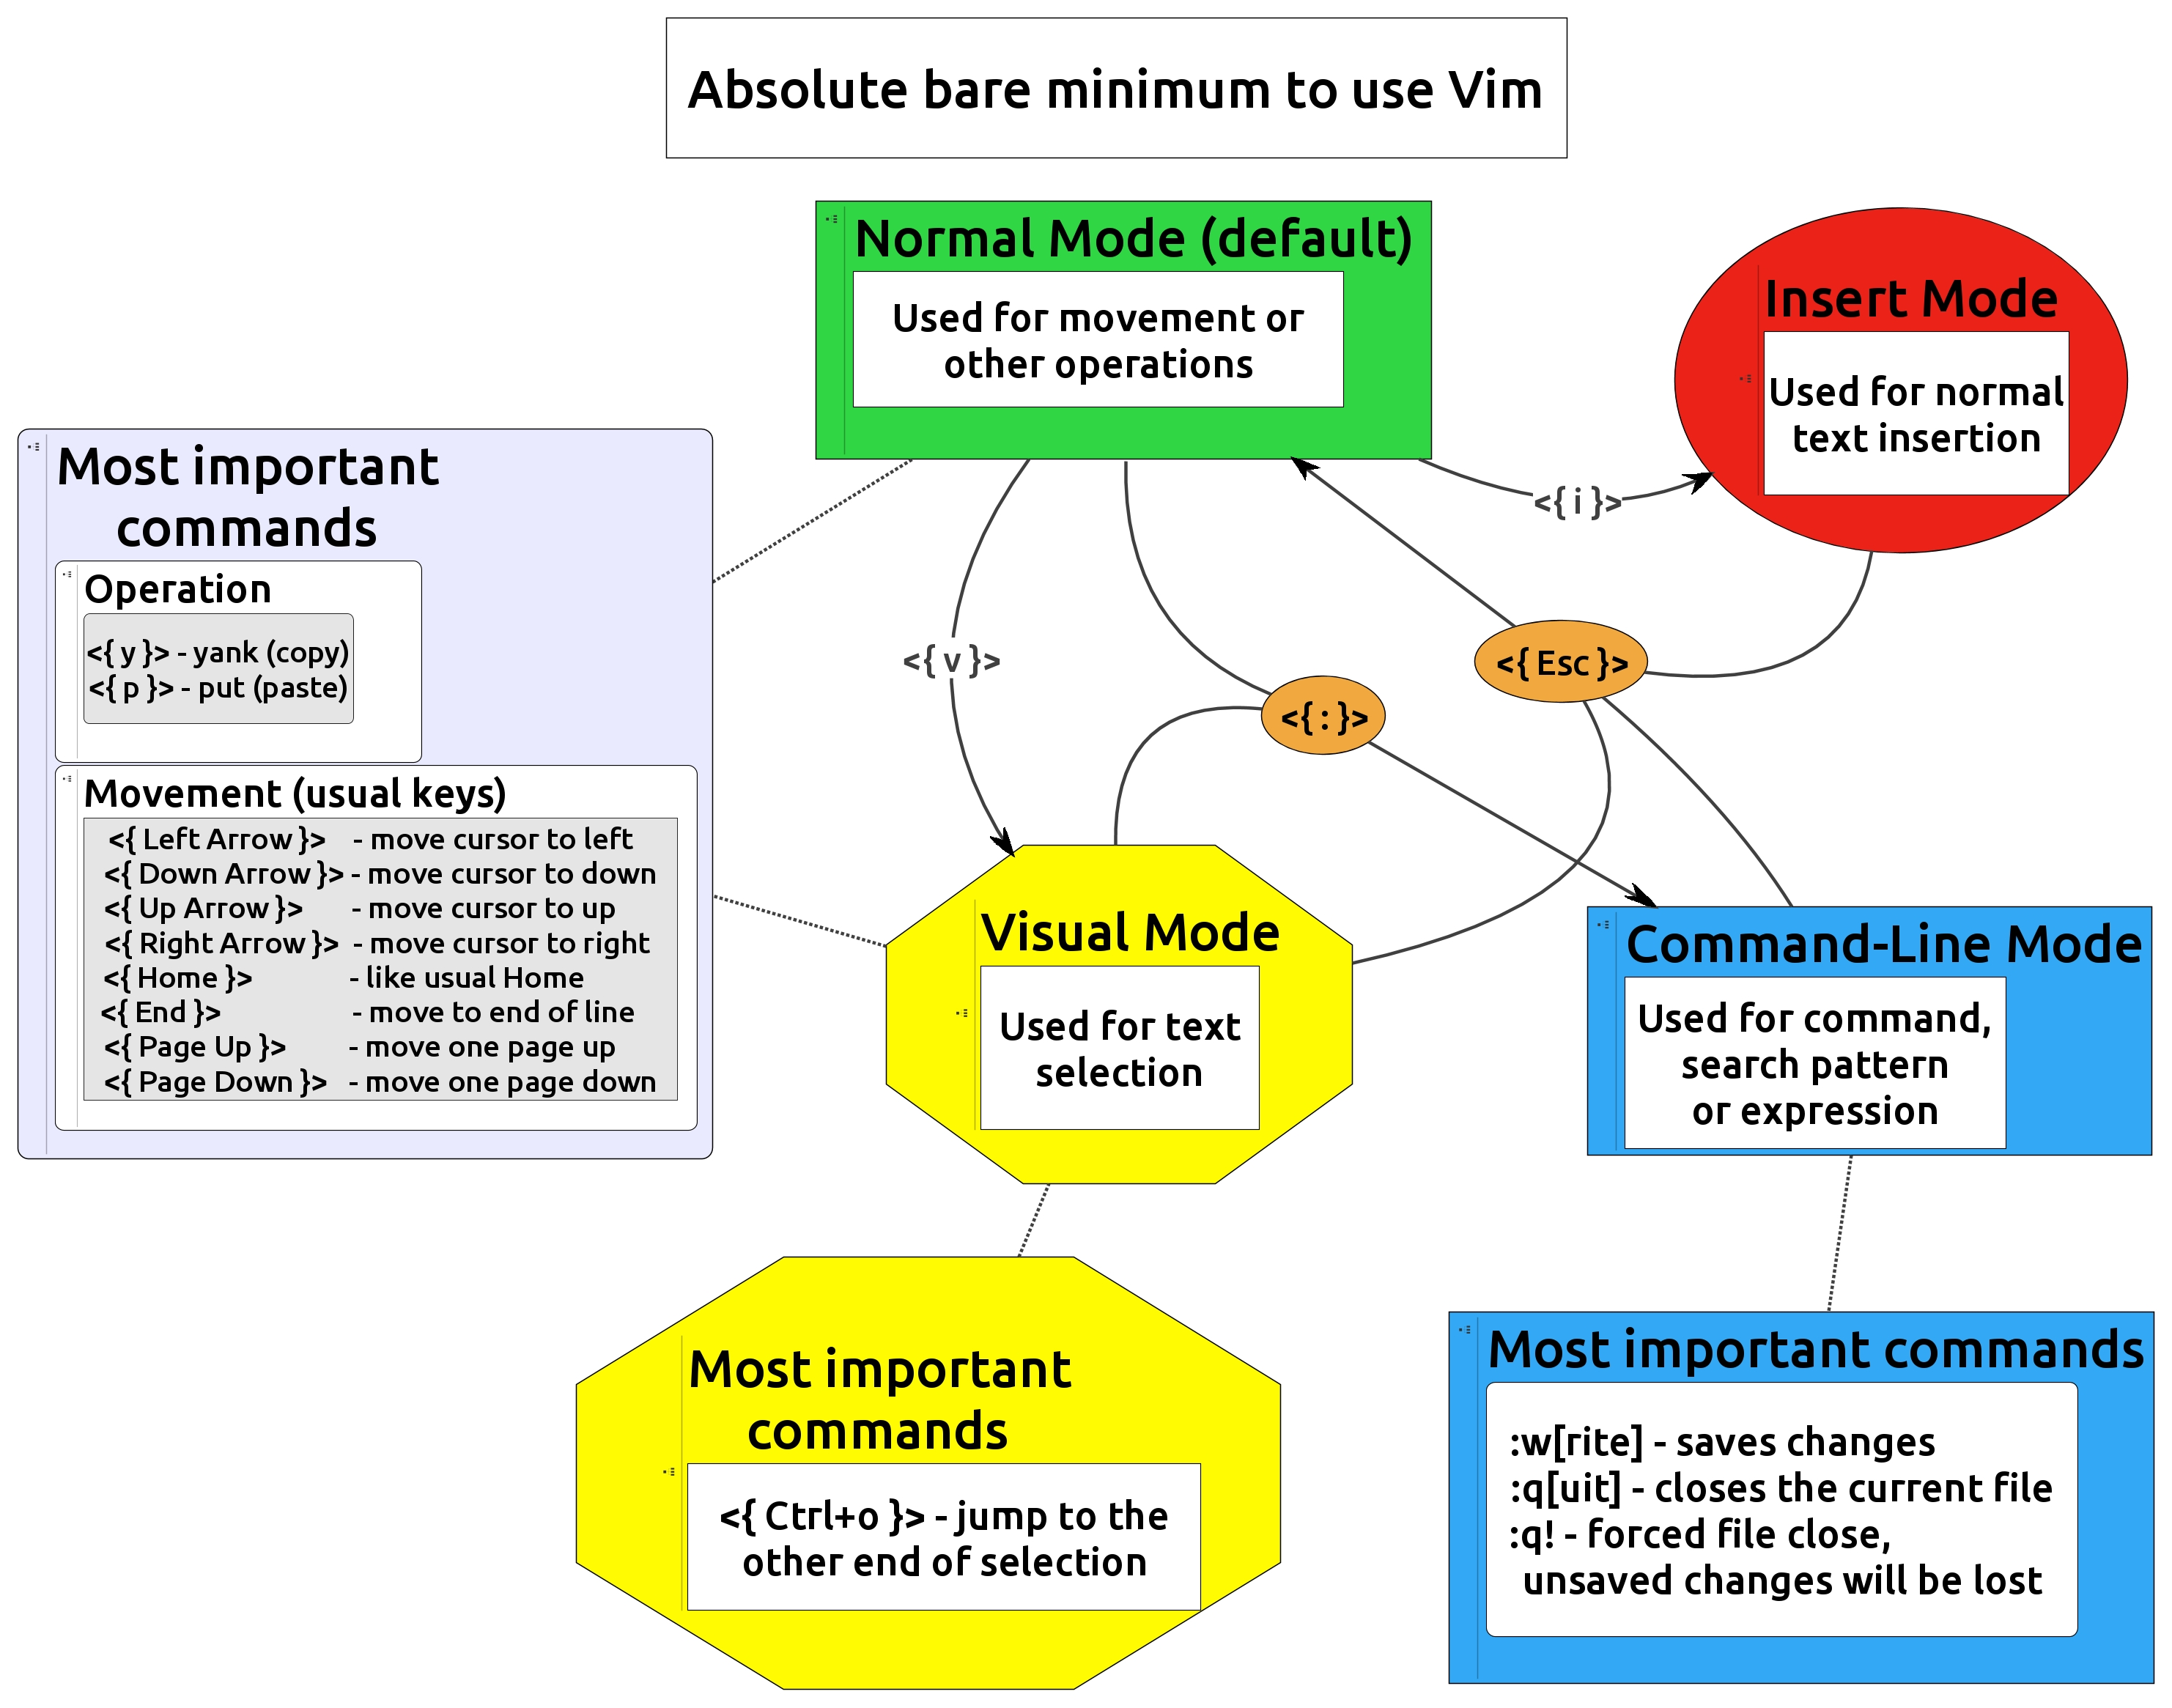 Absolute bare minimum to use Vim
Normal Mode (default)
Used for movement or
other operations
Insert Mode
Used for normal
text insertion
<{ i }>
<{ v }>
<{ : }>
<{ Esc }>
Most important
commands
Operation
<{ y }> - yank (copy)
<{ p }> - put (paste)
Movement (usual keys)
<{ Left Arrow }> - move cursor to left
<{ Down Arrow }> - move cursor to down
<{ Up Arrow }> - move cursor to up
<{ Right Arrow }> - move cursor to right
<{ Home }> - like usual Home
<{ End }> - move to end of line
<{ Page Up }> - move one page up
<{ Page Down }> - move one page down
Visual Mode
Used for text
selection
Command-Line Mode
Used for command,
search pattern
or expression
Most important
commands
<{ Ctrl+o }> - jump to the
other end of selection
Most important commands
:w[rite] - saves changes
:q[uit] - closes the current file
:q! - forced file close,
unsaved changes will be lost